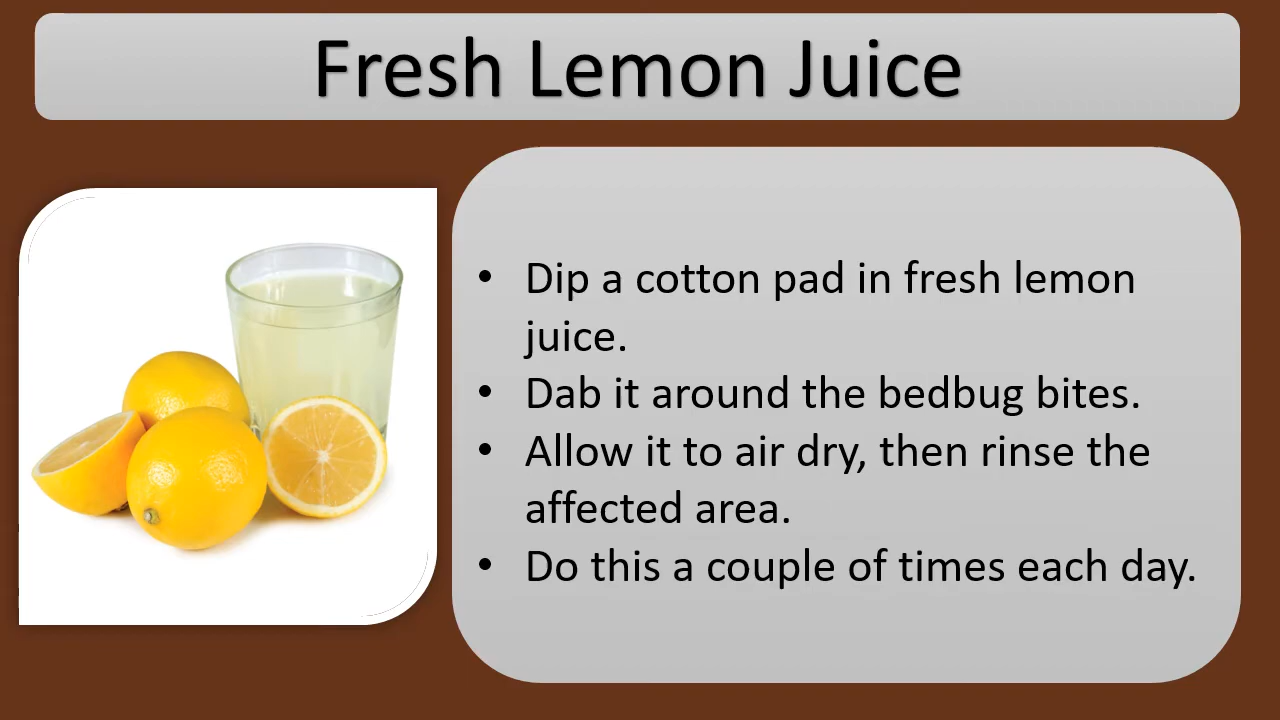 Fresh Lemon Juice
• Dip a cotton pad in fresh lemon
juice.
• Dab it around the bedbug bites.
• Allow it to air dry, then rinse the
affected area.
• Do this a couple of times each day.